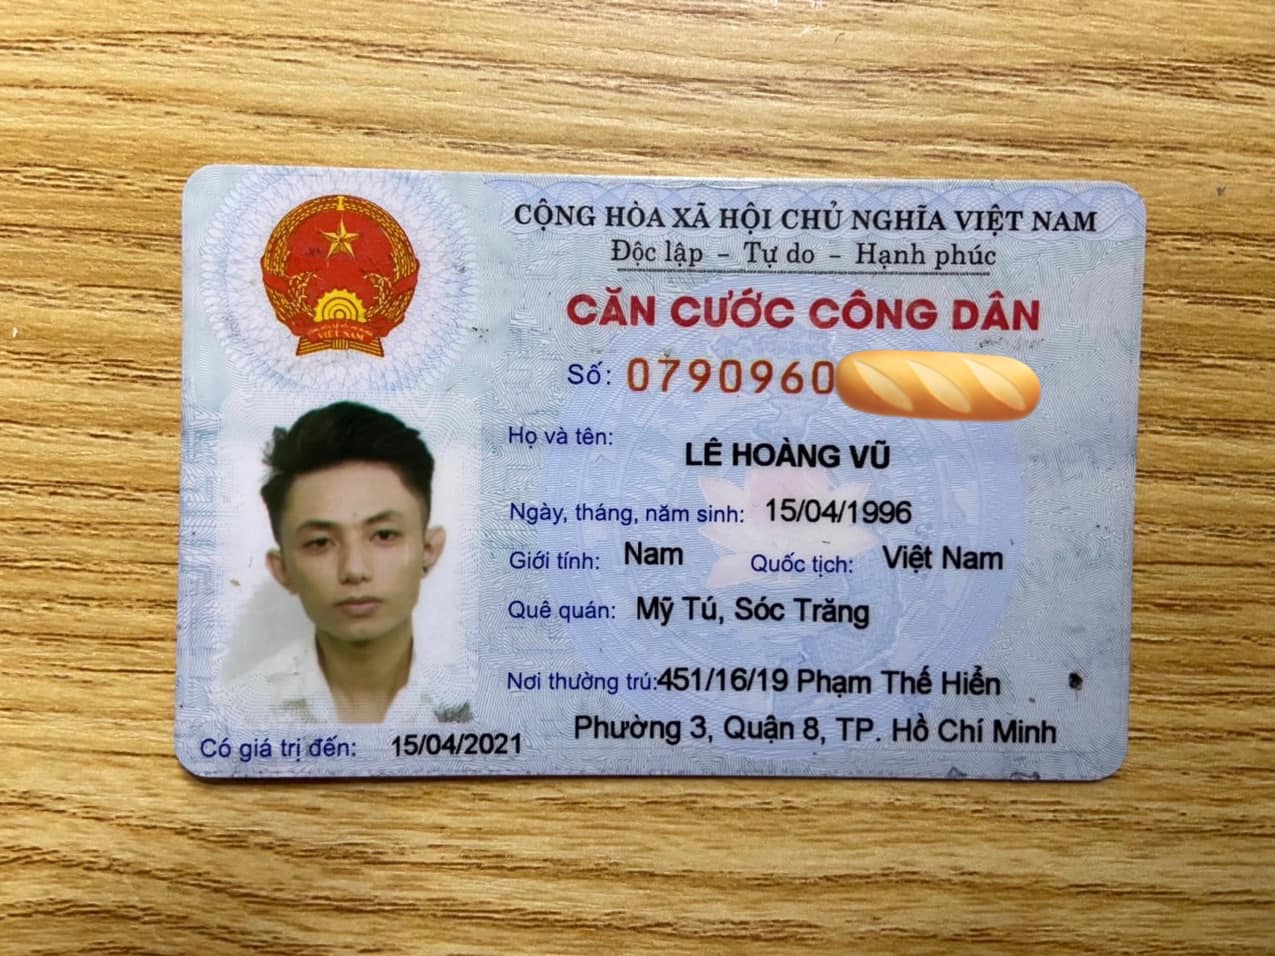 CỘNG HÒA XÃ HỘI CHỦ NGHĨA VIỆT NAM
Độc lập - Tự do - Hạnh phúc
CĂN CƯỚC CÔNG DÂN
Số: 0790960
Họ và tên: LÊ HOÀNG VŨ
Ngày, tháng, năm sinh: 15/04/1996
Giới tính: Nam Quốc tịch: Việt Nam
Quê quán: Mỹ Tú, Sóc Trăng
Nơi thường trú: 451/16/19 Phạm Thế Hiển
Phường 3, Quận 8, TP. Hồ Chí Minh
Có giá trị đến: 15/04/2021